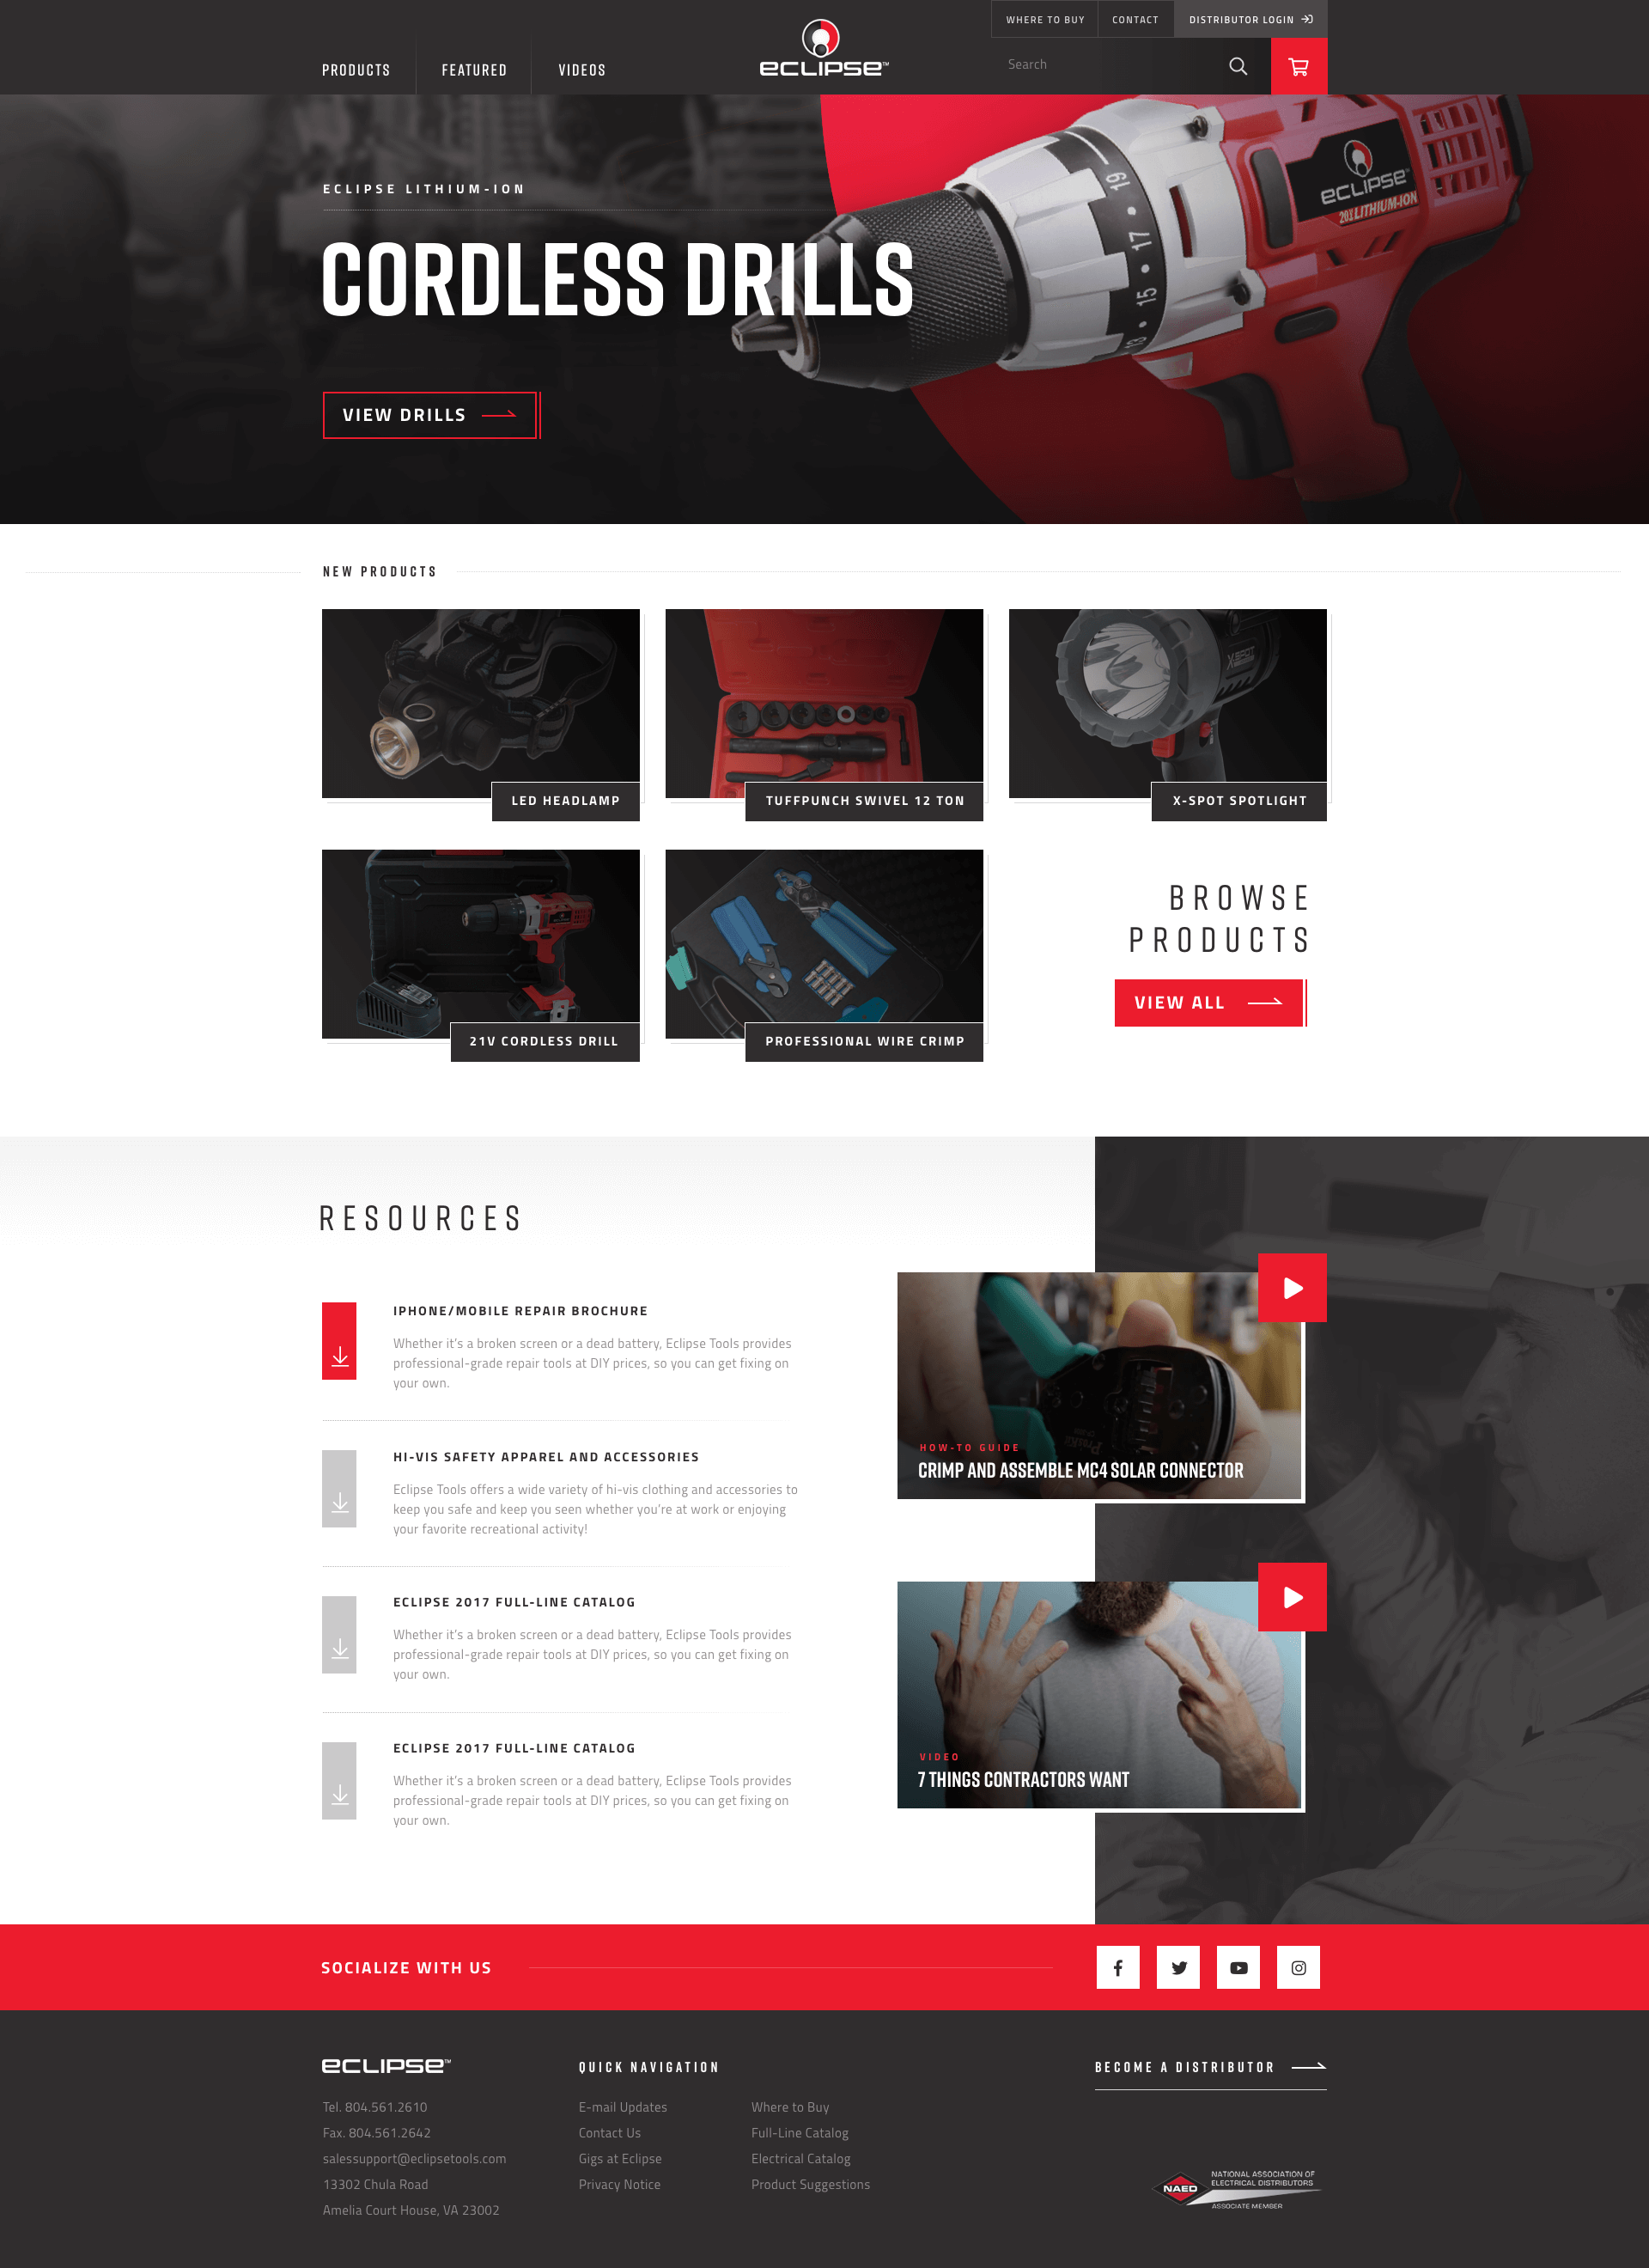 WHERE TO BUY
CONTACT
DISTRIBUTOR LOGIN
PRODUCTS
FEATURED
VIDEOS
ECLIPSE™
Search
ECLIPSE LITHIUM-ION
CORDLESS DRILLS
VIEW DRILLS
19
17
15
13
ECLIPSE
20V LITHIUM-ION
NEW PRODUCTS
LED HEADLAMP
TUFFPUNCH SWIVEL 12 TON
X-SPOT
X-SPOT SPOTLIGHT
21V CORDLESS DRILL
PROFESSIONAL WIRE CRIMP
BROWSE
PRODUCTS
VIEW ALL
RESOURCES
IPHONE/MOBILE REPAIR BROCHURE
Whether it's a broken screen or a dead battery, Eclipse Tools provides
professional-grade repair tools at DIY prices, so you can get fixing on
your own.
HI-VIS SAFETY APPAREL AND ACCESSORIES
Eclipse Tools offers a wide variety of hi-vis clothing and accessories to
keep you safe and keep you seen whether you're at work or enjoying
your favorite recreational activity!
ECLIPSE 2017 FULL-LINE CATALOG
Whether it's a broken screen or a dead battery, Eclipse Tools provides
professional-grade repair tools at DIY prices, so you can get fixing on
your own.
ECLIPSE 2017 FULL-LINE CATALOG
Whether it's a broken screen or a dead battery, Eclipse Tools provides
professional-grade repair tools at DIY prices, so you can get fixing on
your own.
HOW-TO GUIDE
CRIMP AND ASSEMBLE MC4 SOLAR CONNECTOR
VIDEO
7 THINGS CONTRACTORS WANT
SOCIALIZE WITH US
ECLIPSE™
Tel. 804.561.2610
Fax. 804.561.2642
salessupport@eclipsetools.com
13302 Chula Road
Amelia Court House, VA 23002
QUICK NAVIGATION
E-mail Updates
Contact Us
Gigs at Eclipse
Privacy Notice
Where to Buy
Full-Line Catalog
Electrical Catalog
Product Suggestions
BECOME A DISTRIBUTOR
NAED
NATIONAL ASSOCIATION OF
ELECTRICAL DISTRIBUTORS
ASSOCIATE MEMBER